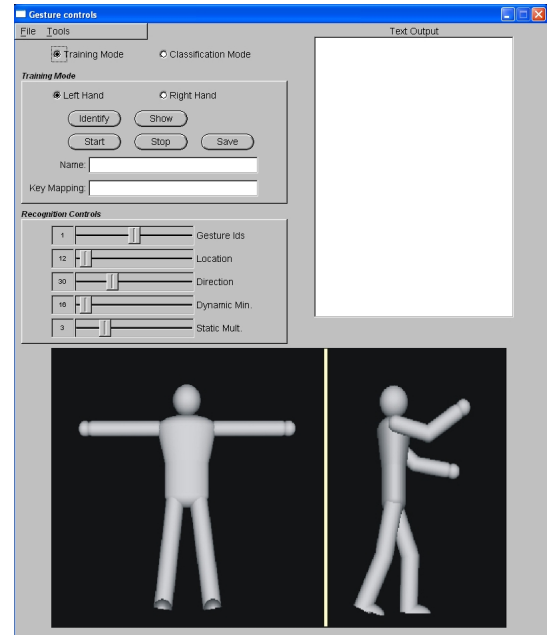 Gesture controls
File Tools
Text Output
Training Mode Classification Mode
Training Mode
Left Hand Right Hand
Identify Show
Start Stop Save
Name:
Key Mapping:
Recognition Controls
1 Gesture Ids
12 Location
30 Direction
16 Dynamic Min.
3 Static Mult.